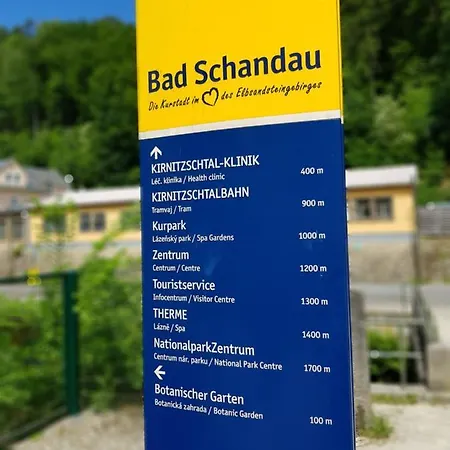 Bad Schandau
Die Kurstadt im ♡ des Elbsandsteingebirges
↑
KIRNITZSCHTAL-KLINIK 400 m
Léč. klinika / Health clinic
KIRNITZSCHTALBAHN 900 m
Tramvaj / Tram
Kurpark 1000 m
Lázeňský park / Spa Gardens
Zentrum 1200 m
Centrum / Centre
Touristservice 1300 m
Infocentrum / Visitor Centre
THERME 1400 m
Lázně / Spa
NationalparkZentrum 1700 m
Centrum nár. parku / National Park Centre
←
Botanischer Garten 100 m
Botanická zahrada / Botanic Garden